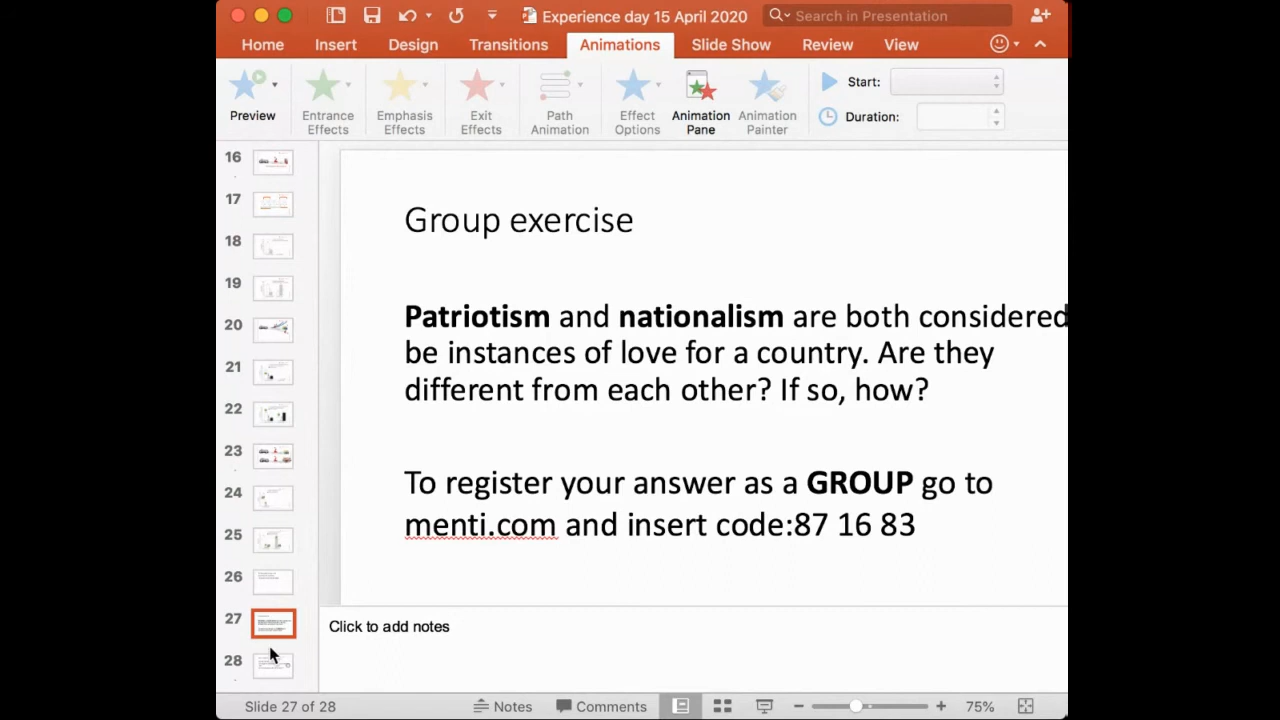 Experience day 15 April 2020
Search in Presentation
Home Insert Design Transitions Animations Slide Show Review View
Preview
Entrance Effects
Emphasis Effects
Exit Effects
Path Animation
Effect Options
Animation Pane
Animation Painter
Start:
Duration:
16
17
18
19
20
21
22
23
24
25
26
27
28
Group exercise
Patriotism and nationalism are both considered
be instances of love for a country. Are they
different from each other? If so, how?
To register your answer as a GROUP go to
menti.com and insert code:87 16 83
Click to add notes
Slide 27 of 28 Notes Comments 75%